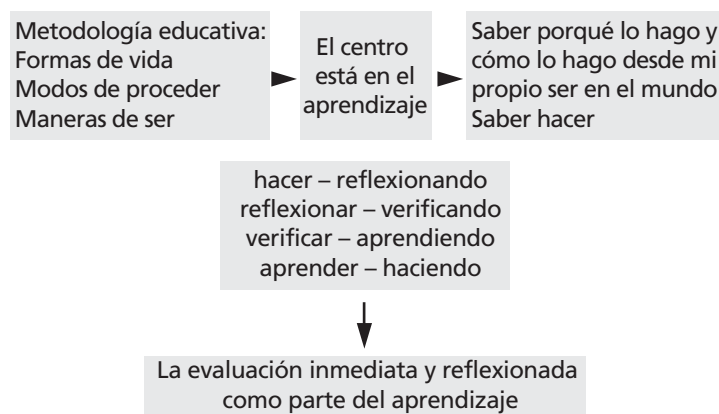 Metodología educativa:
Formas de vida
Modos de proceder
Maneras de ser
El centro
está en el
aprendizaje
Saber porqué lo hago y
cómo lo hago desde mi
propio ser en el mundo
Saber hacer
hacer – reflexionando
reflexionar – verificando
verificar – aprendiendo
aprender – haciendo
La evaluación inmediata y reflexionada
como parte del aprendizaje